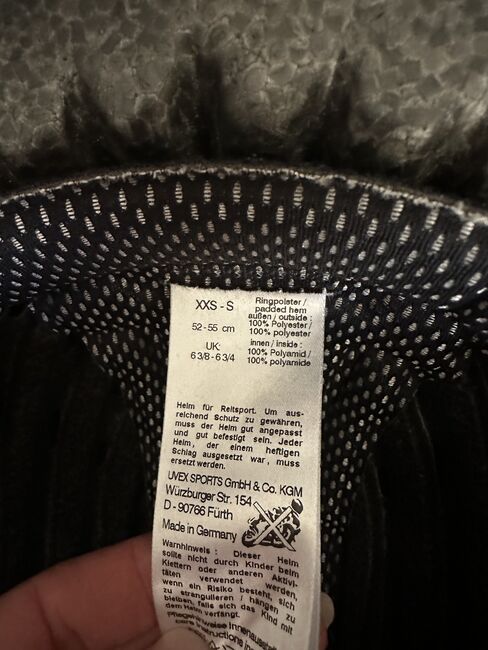 XXS - S
52 - 55 cm
UK:
6 3/8 - 6 3/4
Ringpolster /
padded hem
außen / outside :
100% Polyester /
100% polyester
innen / inside :
100% Polyamid /
100% polyamide
Helm für Reitsport. Um aus-
reichend Schutz zu gewähren,
muss der Helm gut angepasst
und gut befestigt sein. Jeder
Helm, der einem heftigen
Schlag ausgesetzt war, muss
ersetzt werden.
UVEX SPORTS GmbH & Co. KGM
Würzburger Str. 154
D - 90766 Fürth
Made in Germany
Warnhinweis : Dieser Helm
sollte nicht durch Kinder beim
Klettern oder anderen Aktivi-
täten verwendet werden,
wenn ein Risiko besteht, sich
zu strangulieren / hängen zu
bleiben, falls sich das Kind mit
dem Helm verfängt.
Pflegehinweise Innenausstat
care instructions